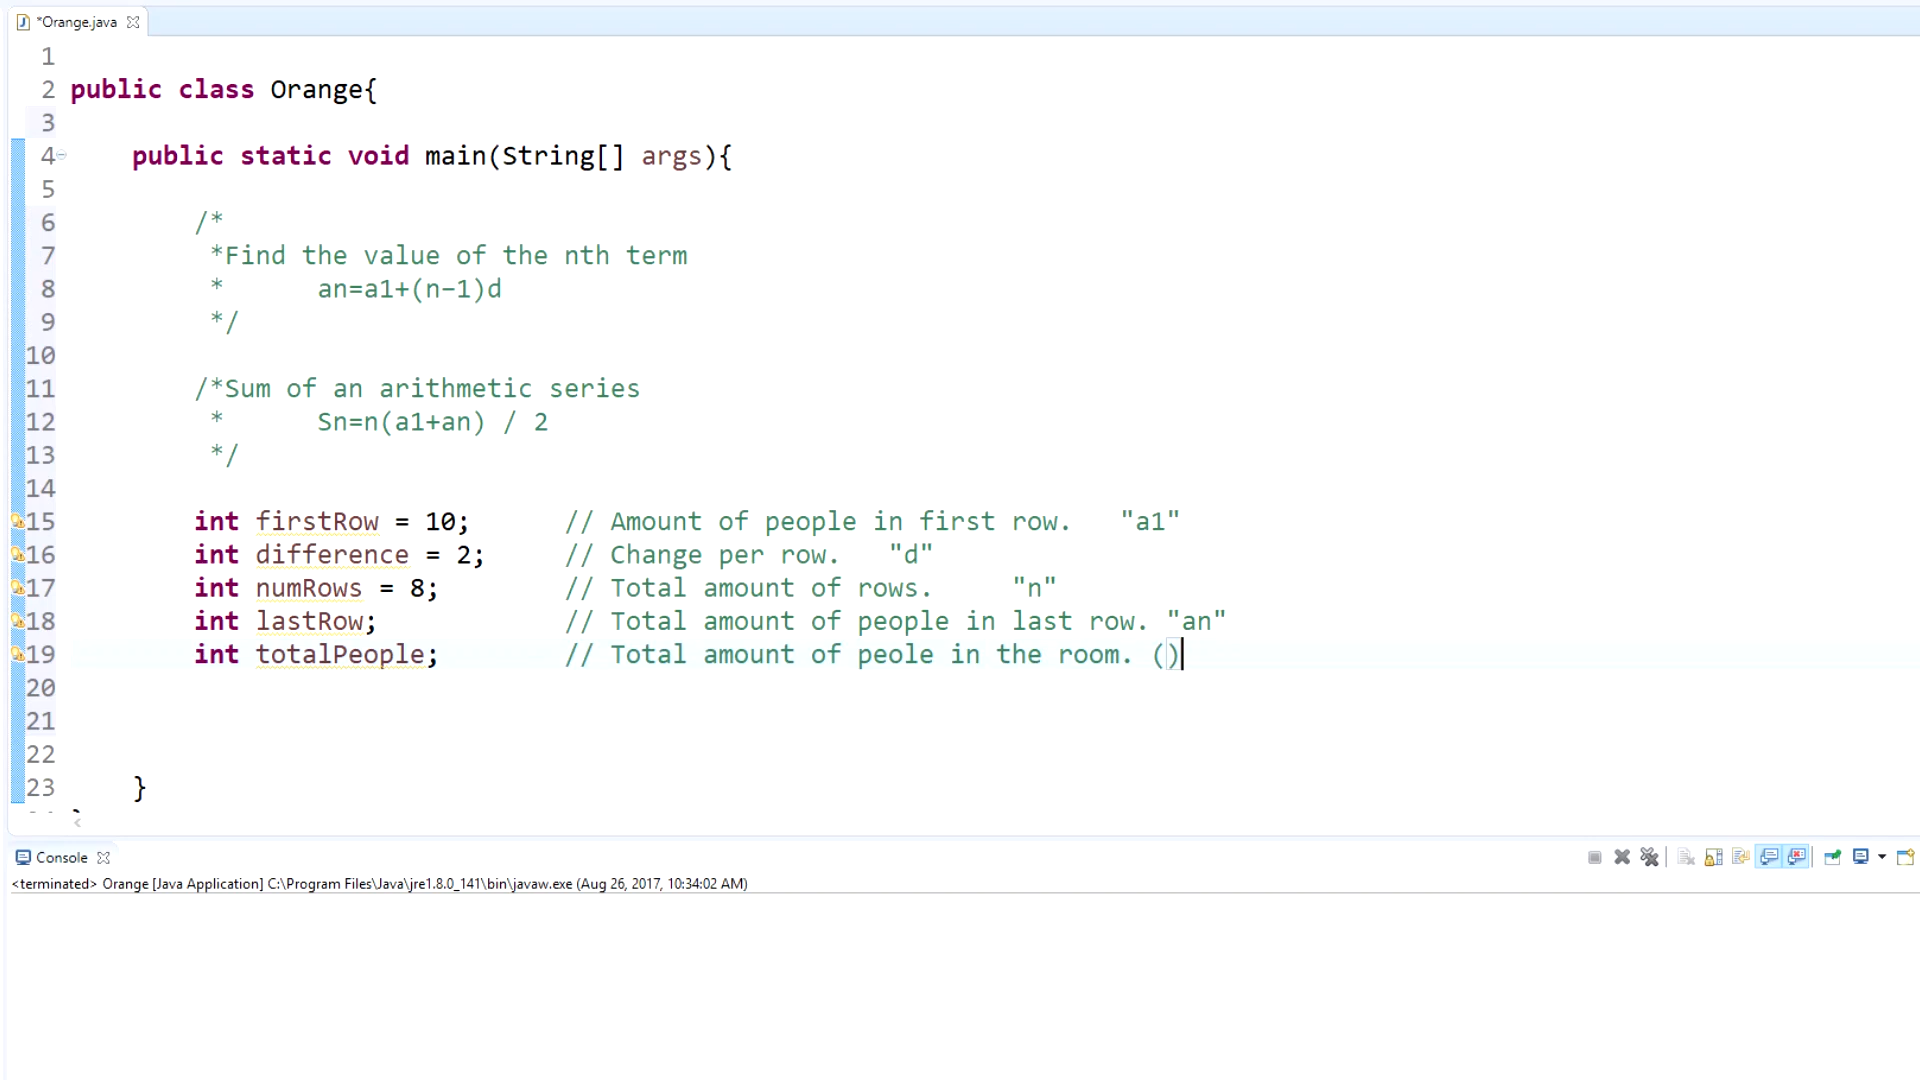 *Orange.java
1
2 public class Orange{
3
4 public static void main(String[] args){
5
6 /*
7 *Find the value of the nth term
8 * an=a1+(n-1)d
9 */
10
11 /*Sum of an arithmetic series
12 * Sn=n(a1+an) / 2
13 */
14
15 int firstRow = 10; // Amount of people in first row. "a1"
16 int difference = 2; // Change per row. "d"
17 int numRows = 8; // Total amount of rows. "n"
18 int lastRow; // Total amount of people in last row. "an"
19 int totalPeople; // Total amount of peole in the room. ()
20
21
22
23 }
Console
<terminated> Orange [Java Application] C:\Program Files\Java\jre1.8.0_141\bin\javaw.exe (Aug 26, 2017, 10:34:02 AM)